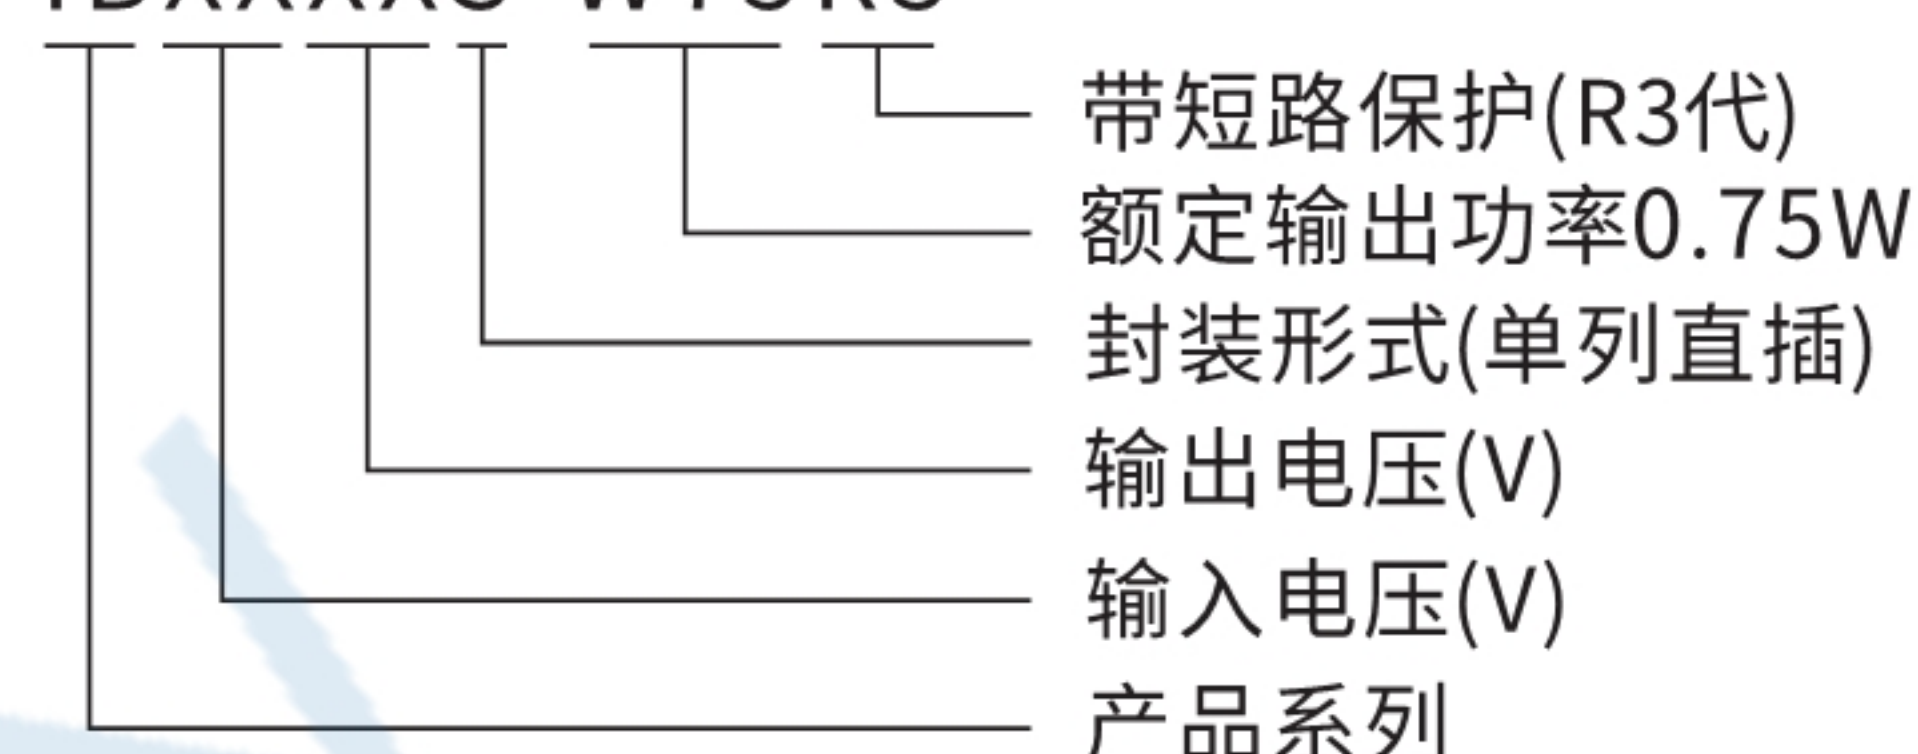 带短路保护(R3代)
额定输出功率0.75W
封装形式(单列直插)
输出电压(V)
输入电压(V)
产品系列